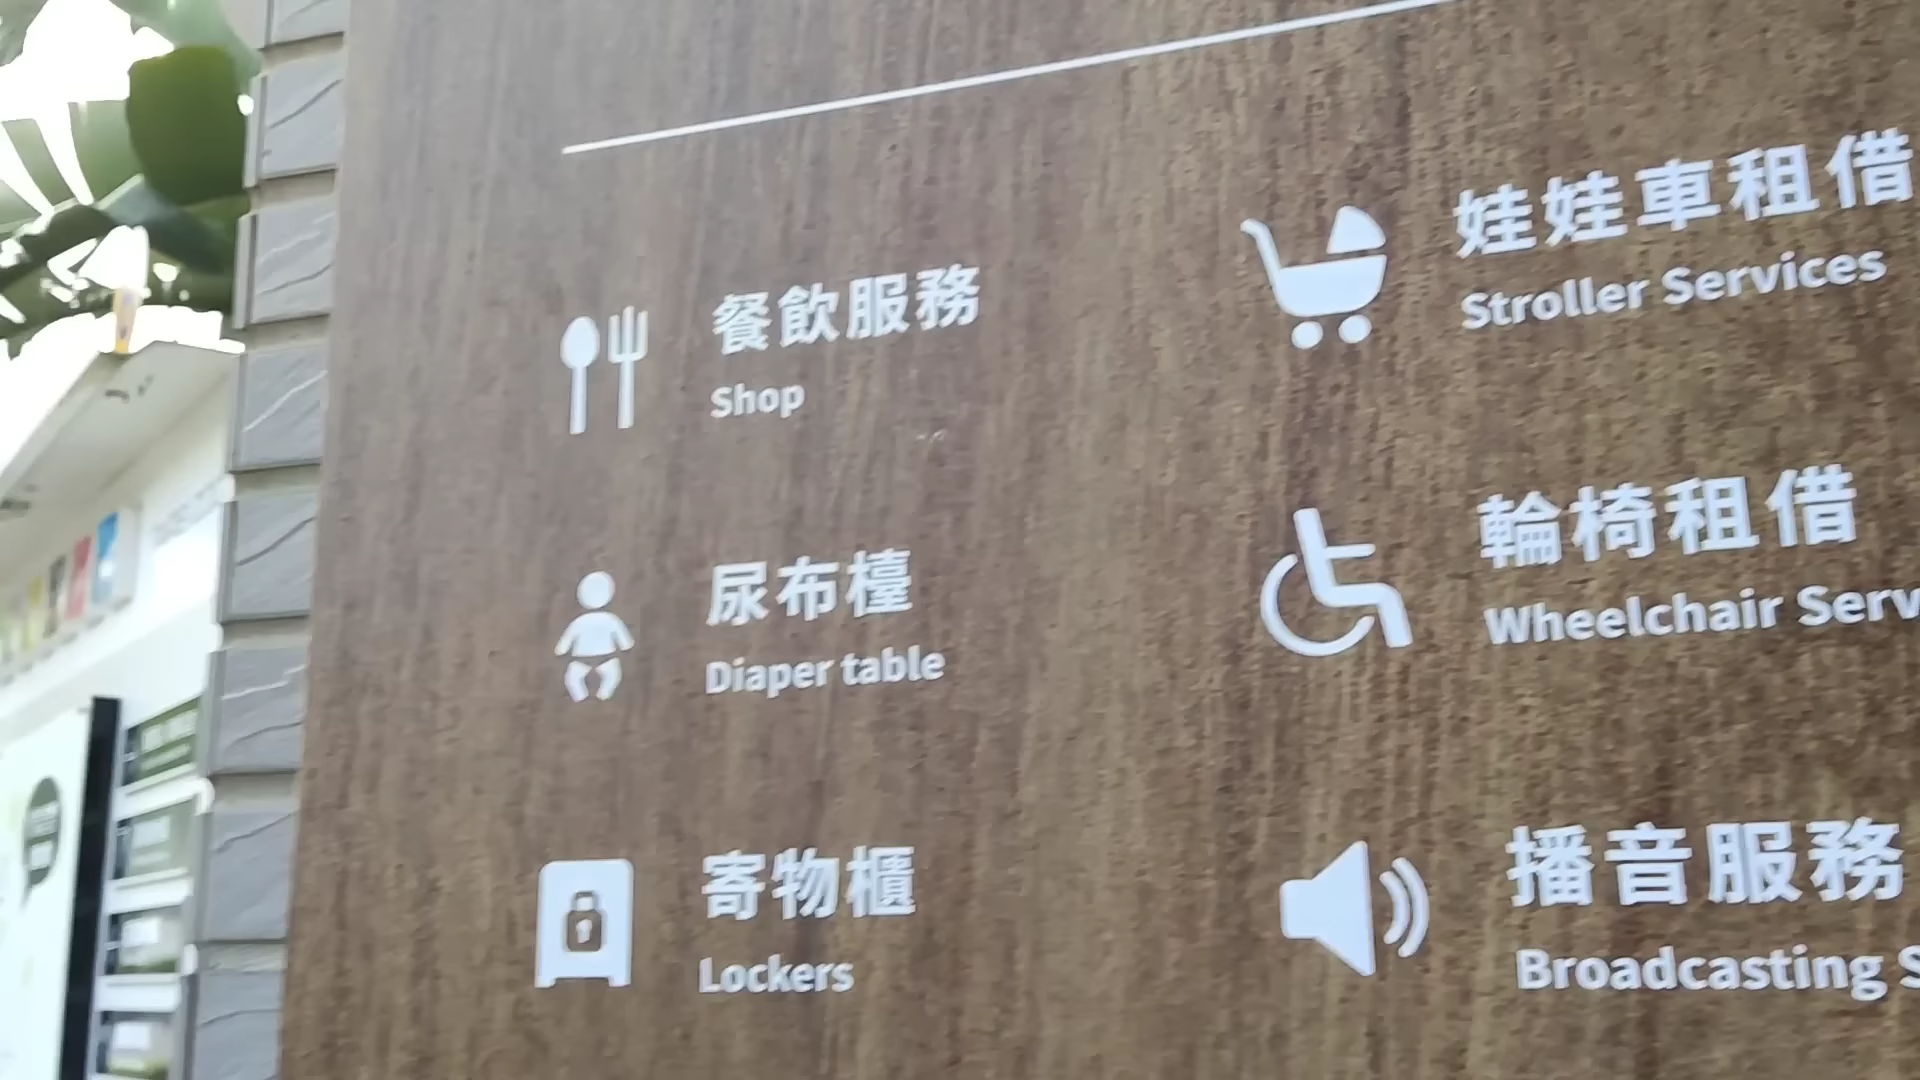 餐飲服務
Shop
尿布檯
Diaper table
寄物櫃
Lockers
娃娃車租借
Stroller Services
輪椅租借
Wheelchair Serv
播音服務
Broadcasting S